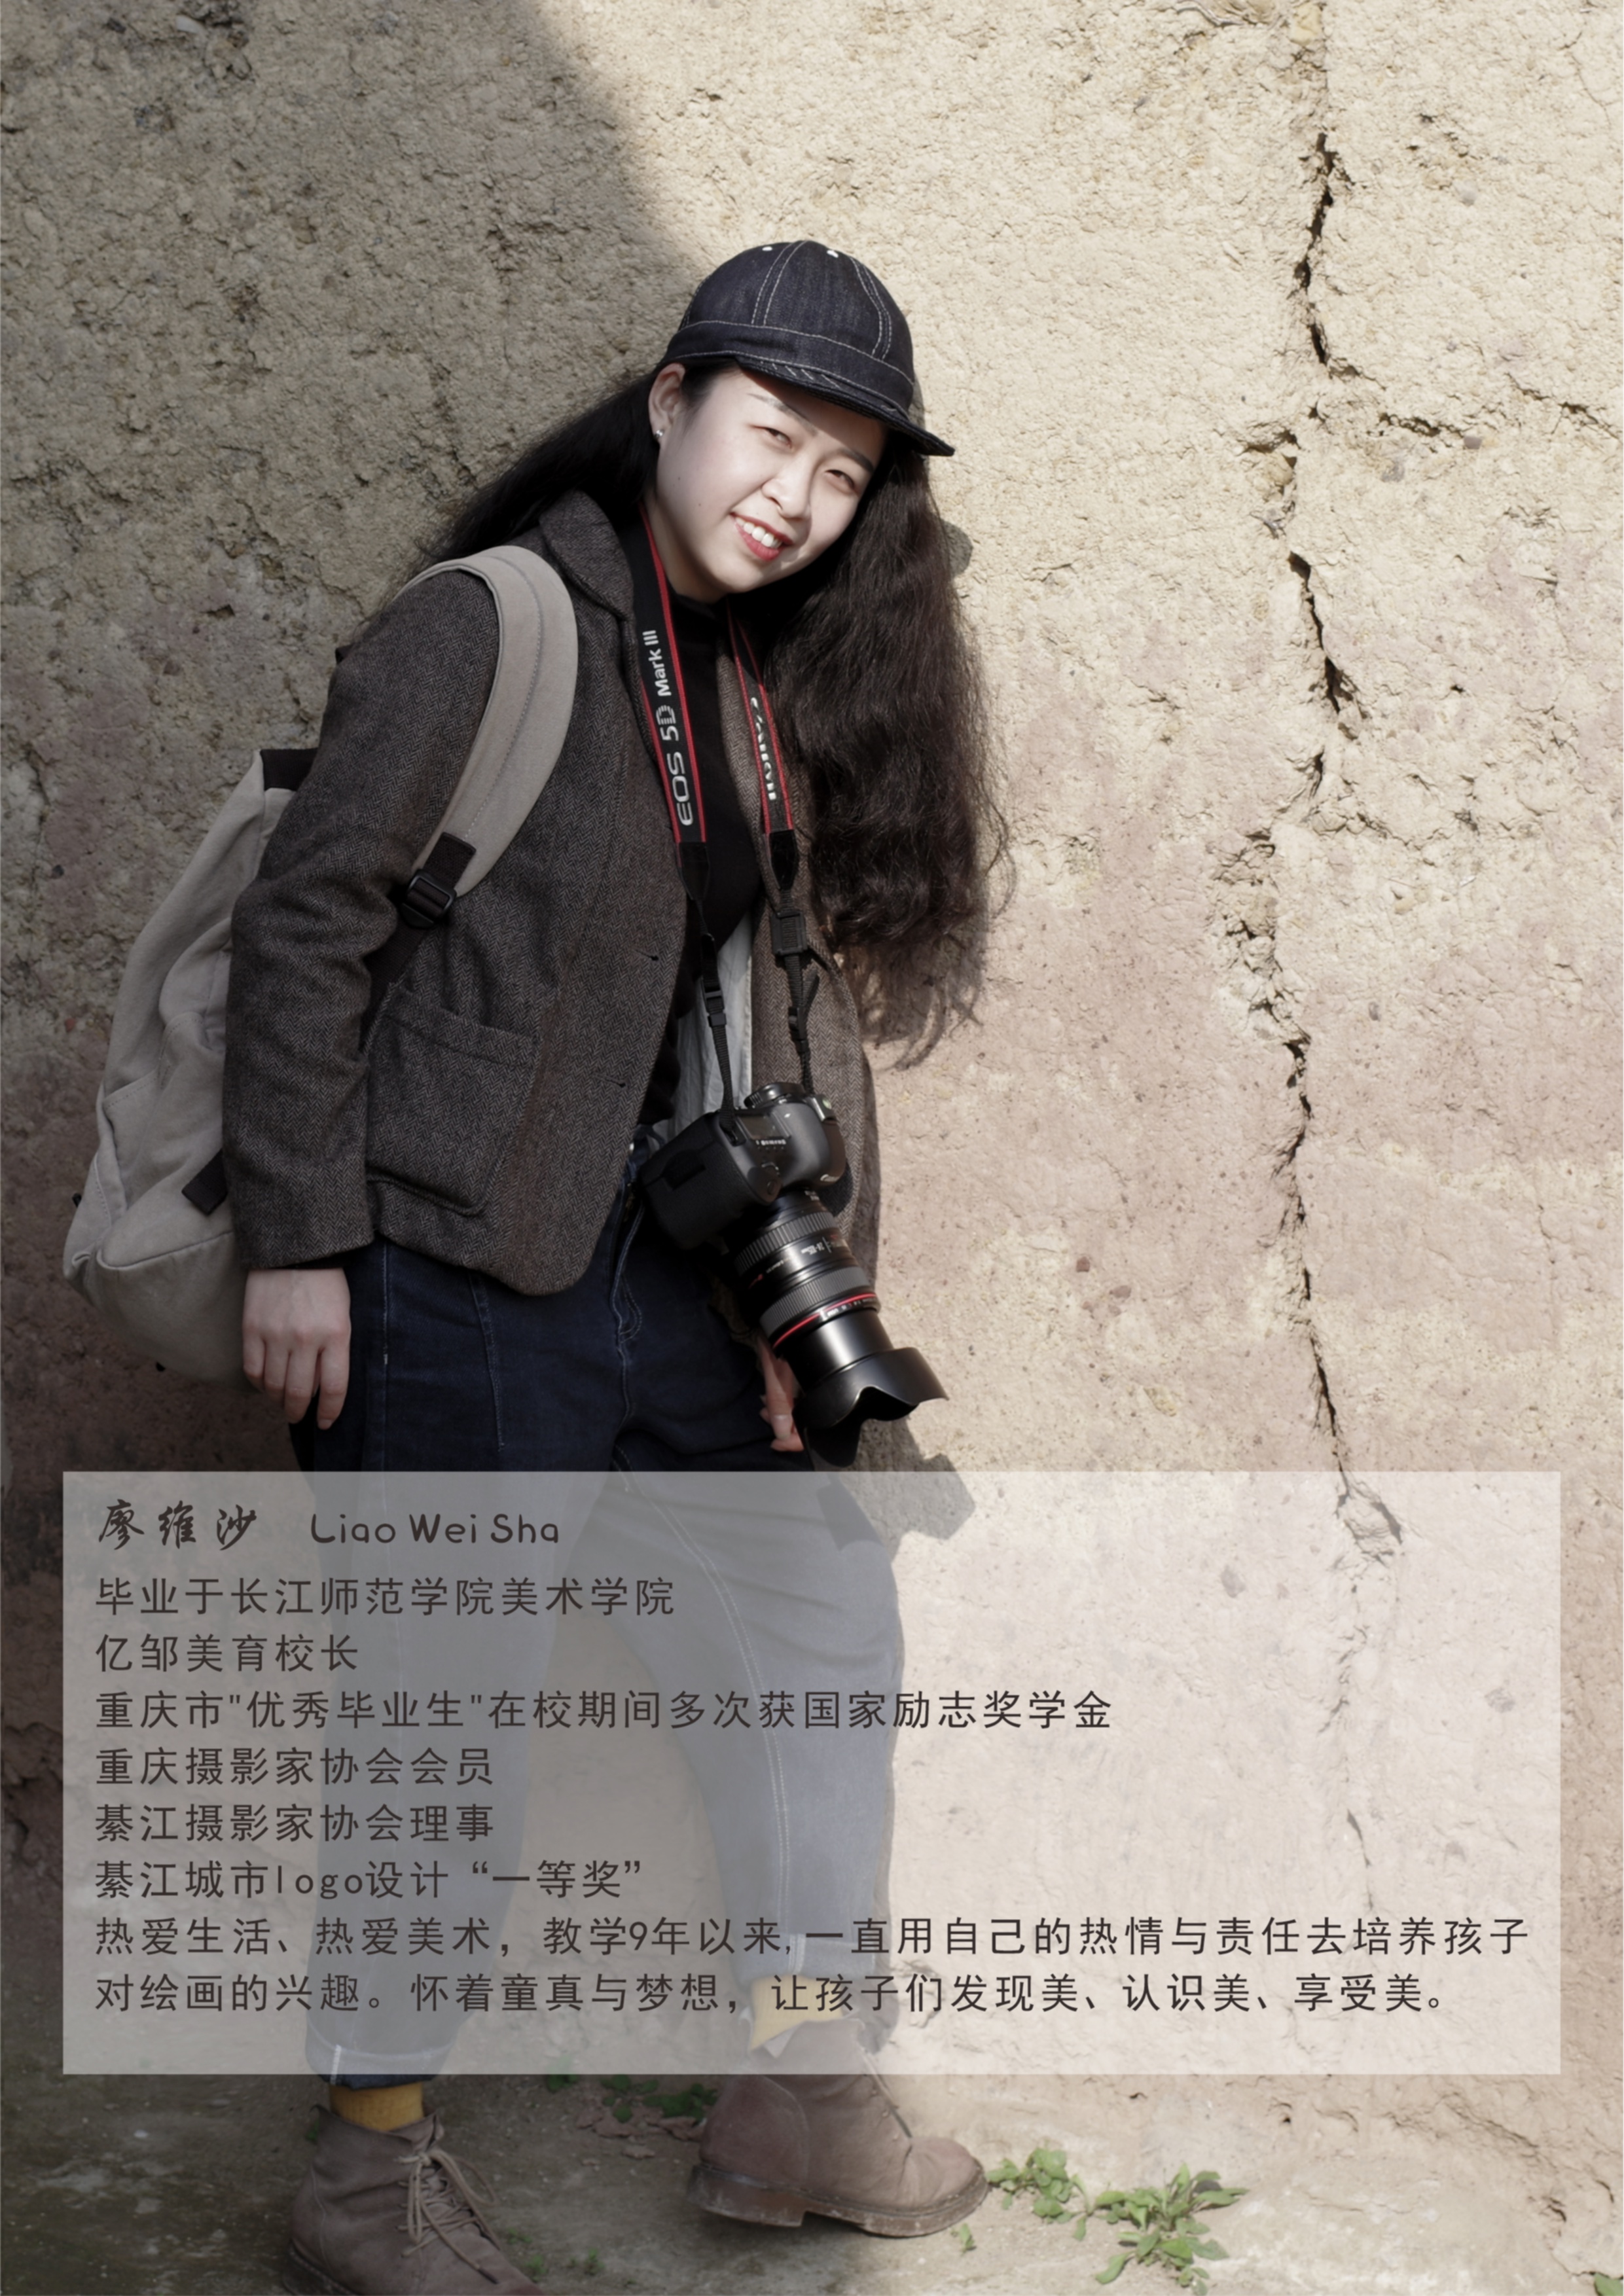 EOS 5D Mark III
Canon
廖维沙 Liao Wei Sha
毕业于长江师范学院美术学院
亿邹美育校长
重庆市"优秀毕业生"在校期间多次获国家励志奖学金
重庆摄影家协会会员
綦江摄影家协会理事
綦江城市logo设计“一等奖”
热爱生活、热爱美术，教学9年以来,一直用自己的热情与责任去培养孩子
对绘画的兴趣。怀着童真与梦想，让孩子们发现美、认识美、享受美。